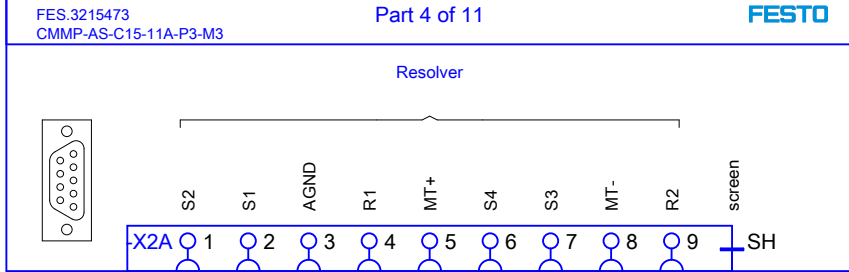 FES.3215473
CMMP-AS-C15-11A-P3-M3
Part 4 of 11
FESTO
Resolver
S2 S1 AGND R1 MT+ S4 S3 MT- R2 screen
-X2A 1 2 3 4 5 6 7 8 9 SH